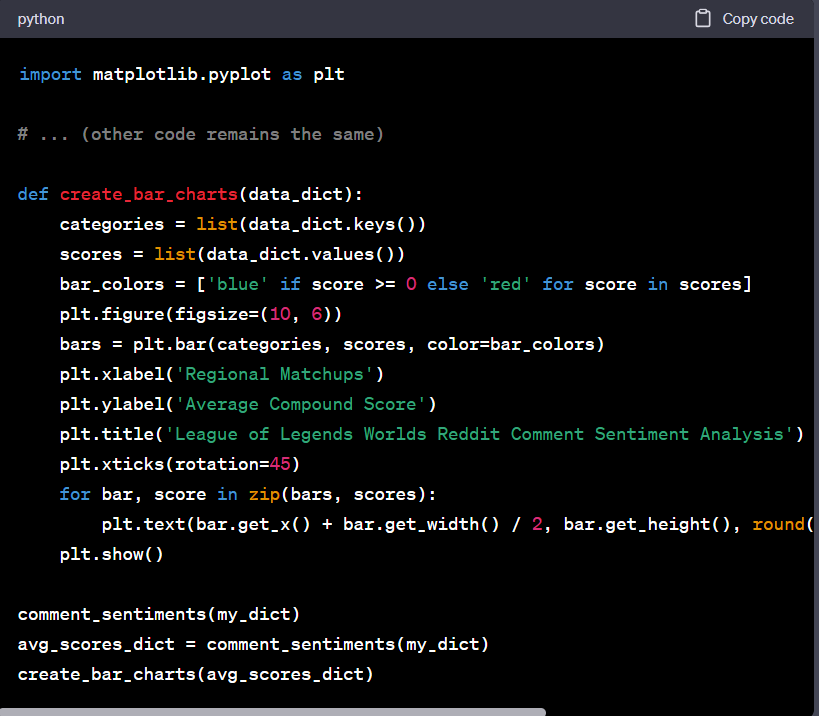 python
Copy code
import matplotlib.pyplot as plt
# ... (other code remains the same)
def create_bar_charts(data_dict):
    categories = list(data_dict.keys())
    scores = list(data_dict.values())
    bar_colors = ['blue' if score >= 0 else 'red' for score in scores]
    plt.figure(figsize=(10, 6))
    bars = plt.bar(categories, scores, color=bar_colors)
    plt.xlabel('Regional Matchups')
    plt.ylabel('Average Compound Score')
    plt.title('League of Legends Worlds Reddit Comment Sentiment Analysis')
    plt.xticks(rotation=45)
    for bar, score in zip(bars, scores):
        plt.text(bar.get_x() + bar.get_width() / 2, bar.get_height(), round(
    plt.show()
comment_sentiments(my_dict)
avg_scores_dict = comment_sentiments(my_dict)
create_bar_charts(avg_scores_dict)